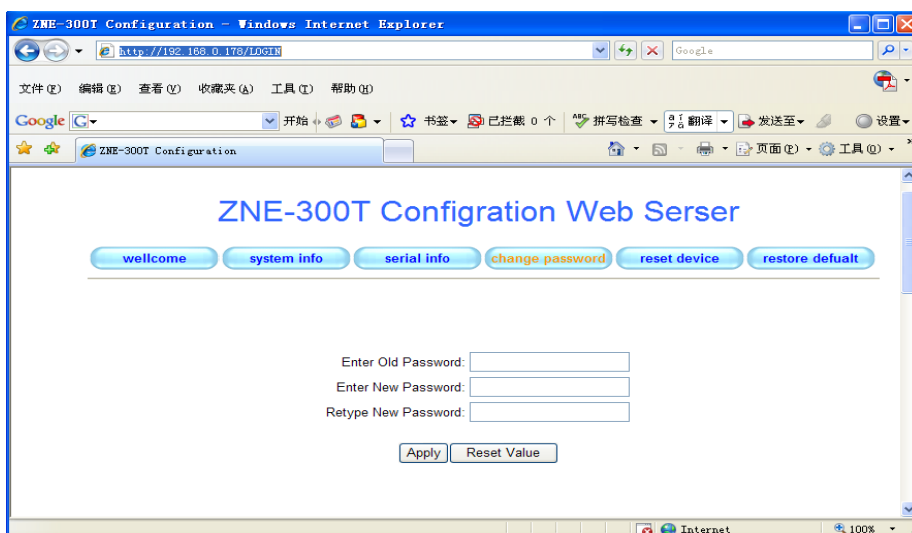 ZNE-300T Configuration - Windows Internet Explorer
http://192.168.0.178/LOGIN
Google
文件(F) 编辑(E) 查看(V) 收藏夹(A) 工具(T) 帮助(H)
Google G 开始 书签 已拦截 0 个 ABC 拼写检查 翻译 发送至 设置
ZNE-300T Configuration 页面(P) 工具(O)
ZNE-300T Configration Web Serser
wellcome system info serial info change password reset device restore defualt
Enter Old Password:
Enter New Password:
Retype New Password:
Apply Reset Value
Internet 100%